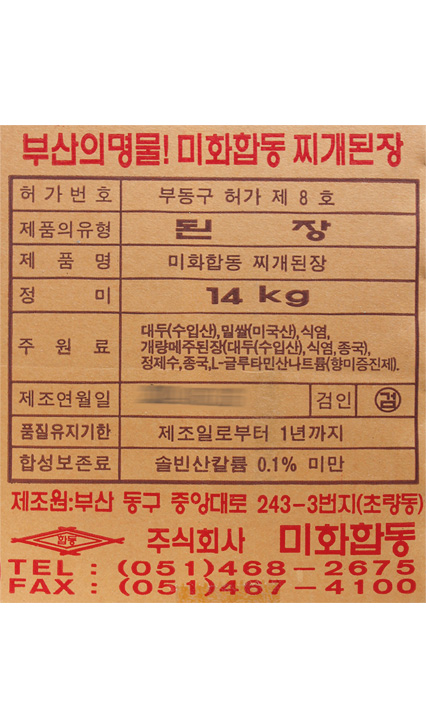 부산의명물! 미화합동 찌개된장
허가번호 부동구 허가 제 8 호
제품의유형 된 장
제 품 명 미화합동 찌개된장
정 미 14 kg
주 원 료 대두(수입산),밀쌀(미국산),식염,
개량메주된장(대두(수입산),식염,종국),
정제수,종국,L-글루타민산나트륨(향미증진제).
제조연월일 검인 검
품질유지기한 제조일로부터 1년까지
합성보존료 솔빈산칼륨 0.1% 미만
제조원:부산 동구 중앙대로 243-3번지(초량동)
합동 주식회사 미화합동
TEL : (051)468-2675
FAX : (051)467-4100